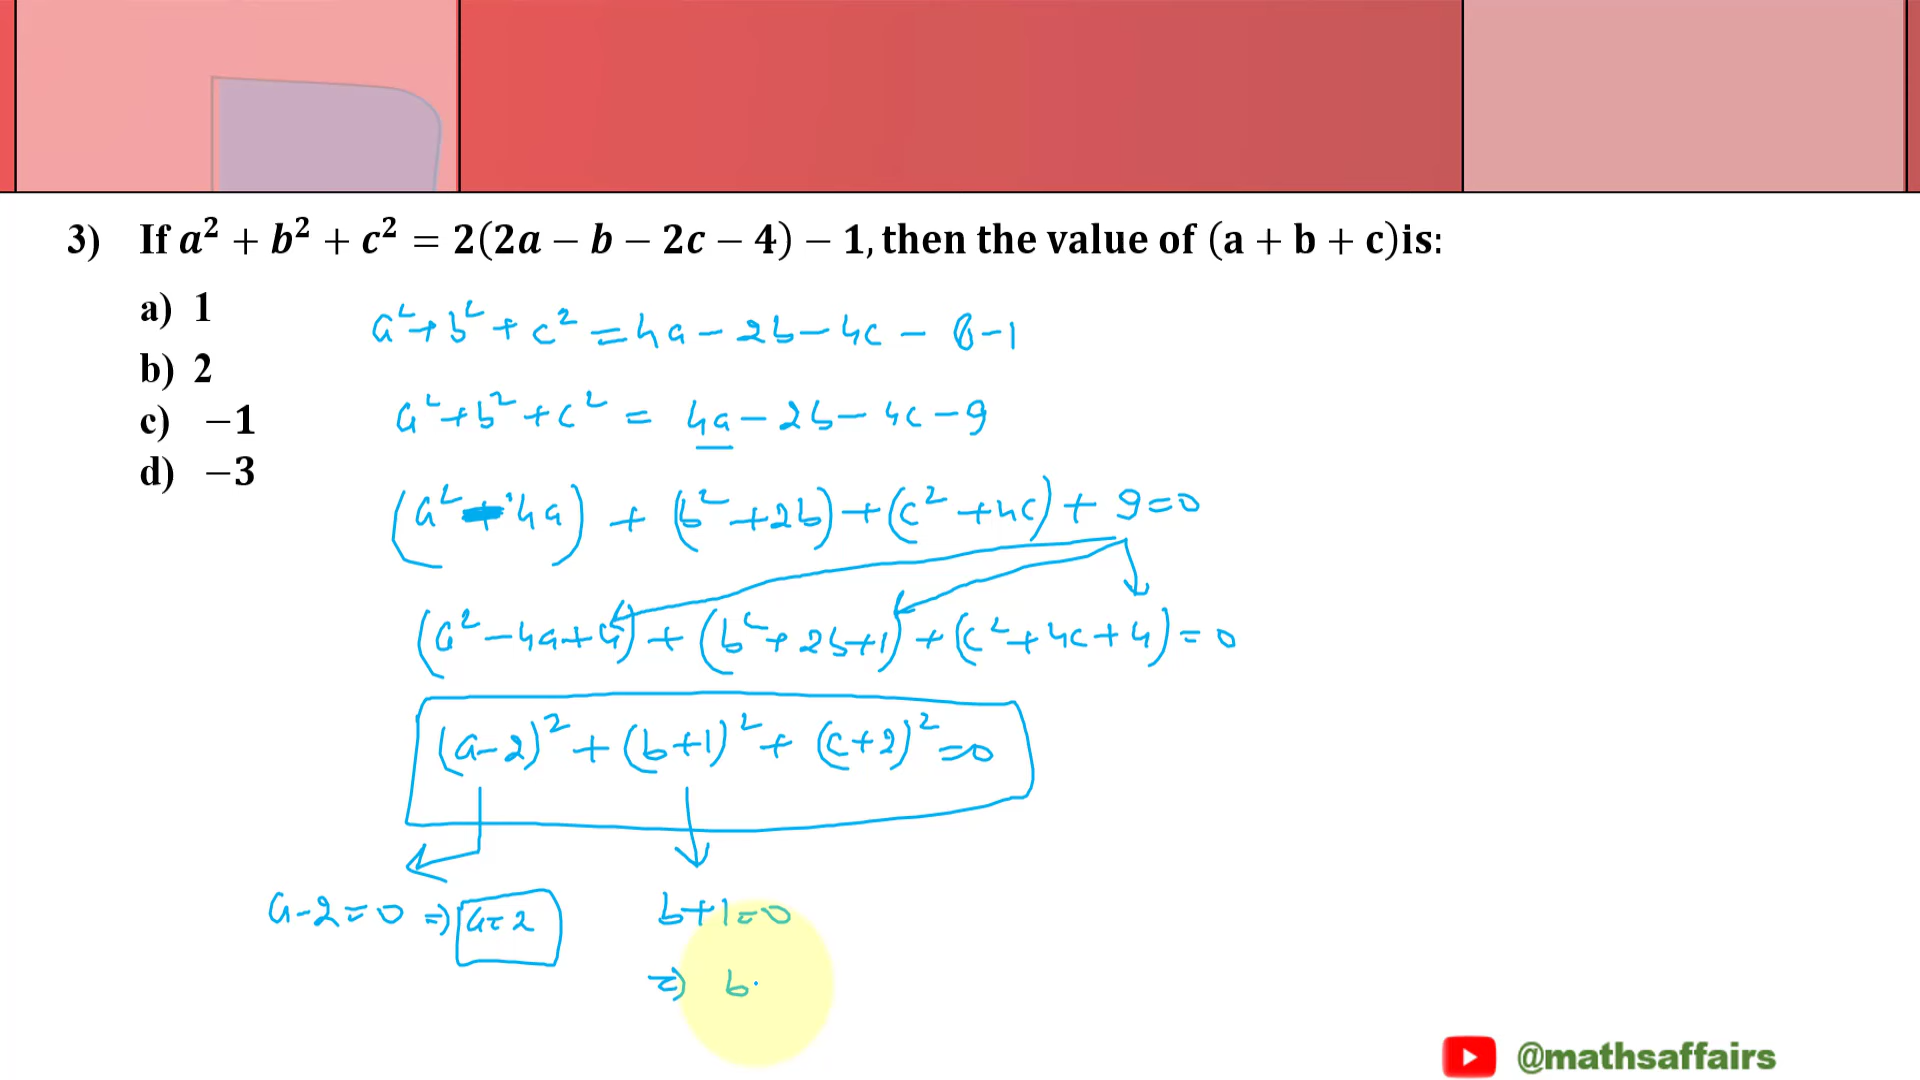 3) If a² + b² + c² = 2(2a − b − 2c − 4) − 1, then the value of (a + b + c)is:
a) 1
b) 2
c) −1
d) −3
a² + b² + c² = 4a − 2b − 4c − 8 − 1
a² + b² + c² = 4a − 2b − 4c − 9
(a² - 4a) + (b² + 2b) + (c² + 4c) + 9 = 0
(a² − 4a + 4) + (b² + 2b + 1) + (c² + 4c + 4) = 0
(a − 2)² + (b + 1)² + (c + 2)² = 0
a − 2 = 0 ⇒ a = 2
b + 1 = 0
⇒ b
@mathsaffairs